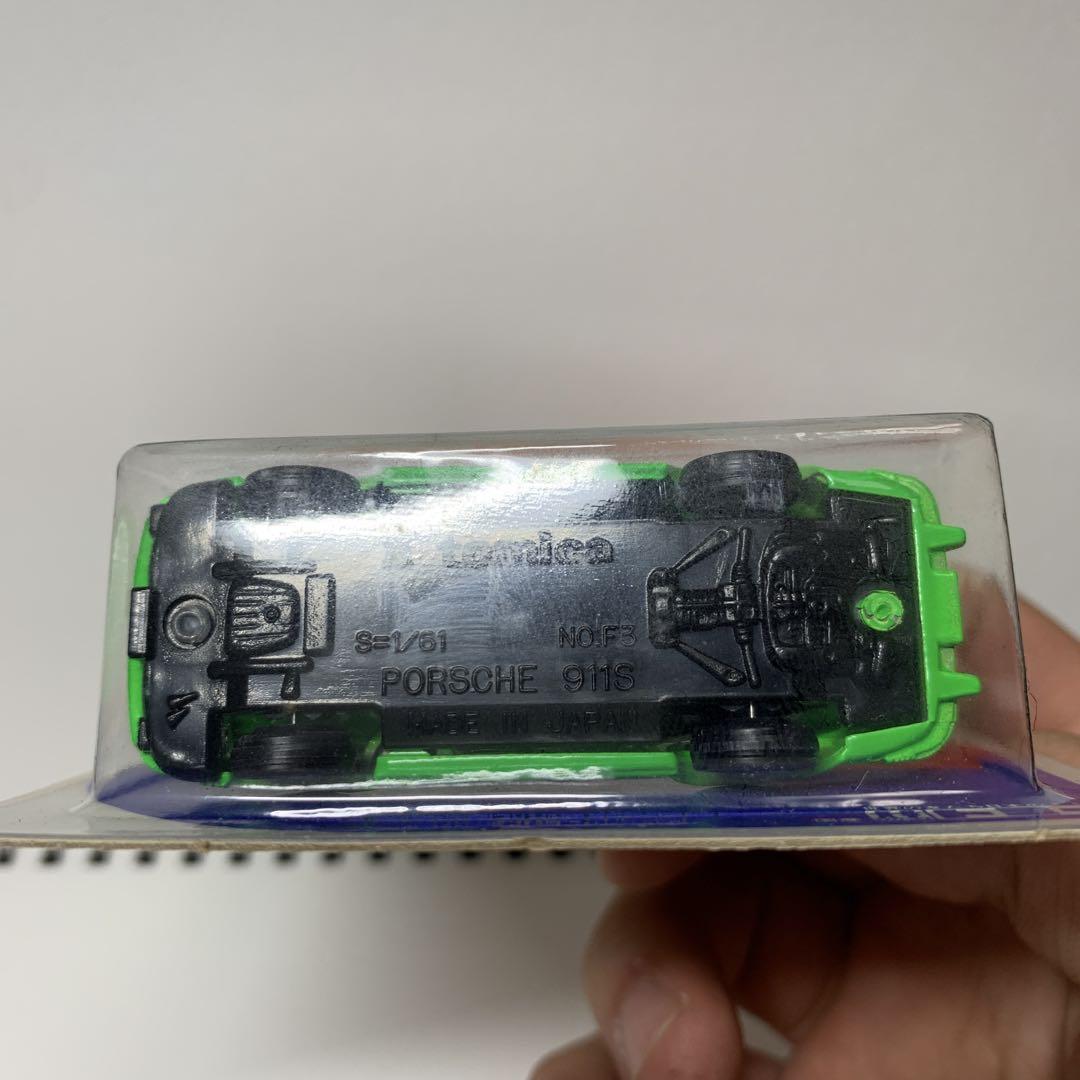 tomica
S=1/61 NO.F3
PORSCHE 911S
MADE IN JAPAN